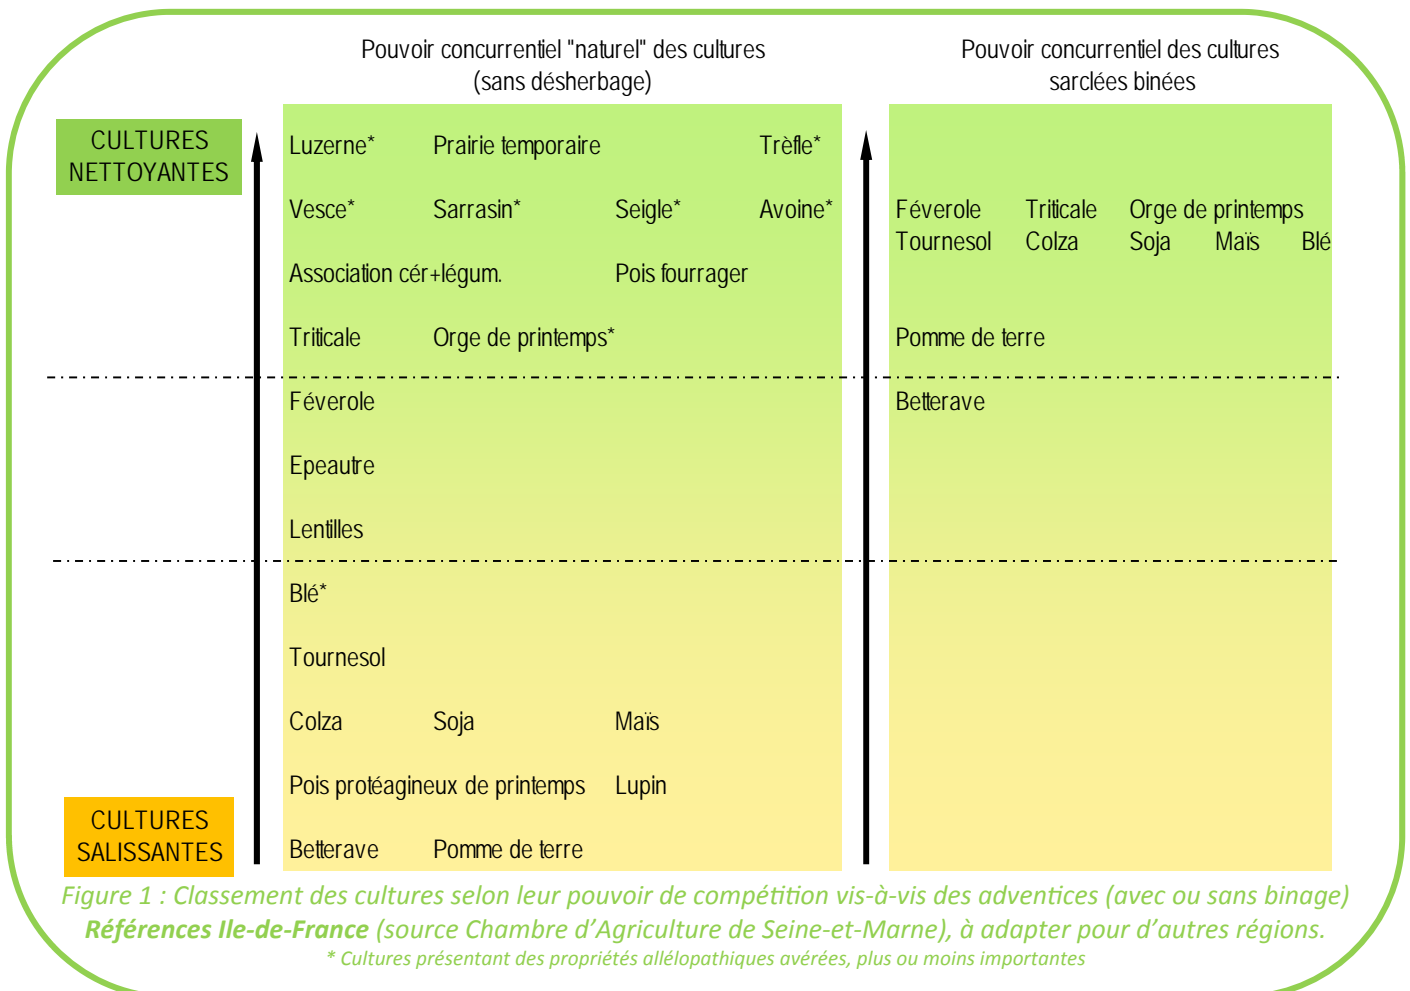 Pouvoir concurrentiel "naturel" des cultures
(sans désherbage)
Pouvoir concurrentiel des cultures
sarclées binées
CULTURES
NETTOYANTES
Luzerne* Prairie temporaire Trèfle*
Vesce* Sarrasin* Seigle* Avoine*
Association cér+légum. Pois fourrager
Triticale Orge de printemps*
Féverole
Epeautre
Lentilles
Blé*
Tournesol
Colza Soja Maïs
Pois protéagineux de printemps Lupin
Betterave Pomme de terre
CULTURES
SALISSANTES
Féverole Triticale Orge de printemps
Tournesol Colza Soja Maïs Blé
Pomme de terre
Betterave
Figure 1 : Classement des cultures selon leur pouvoir de compétition vis-à-vis des adventices (avec ou sans binage)
Références Ile-de-France (source Chambre d’Agriculture de Seine-et-Marne), à adapter pour d’autres régions.
* Cultures présentant des propriétés allélopathiques avérées, plus ou moins importantes